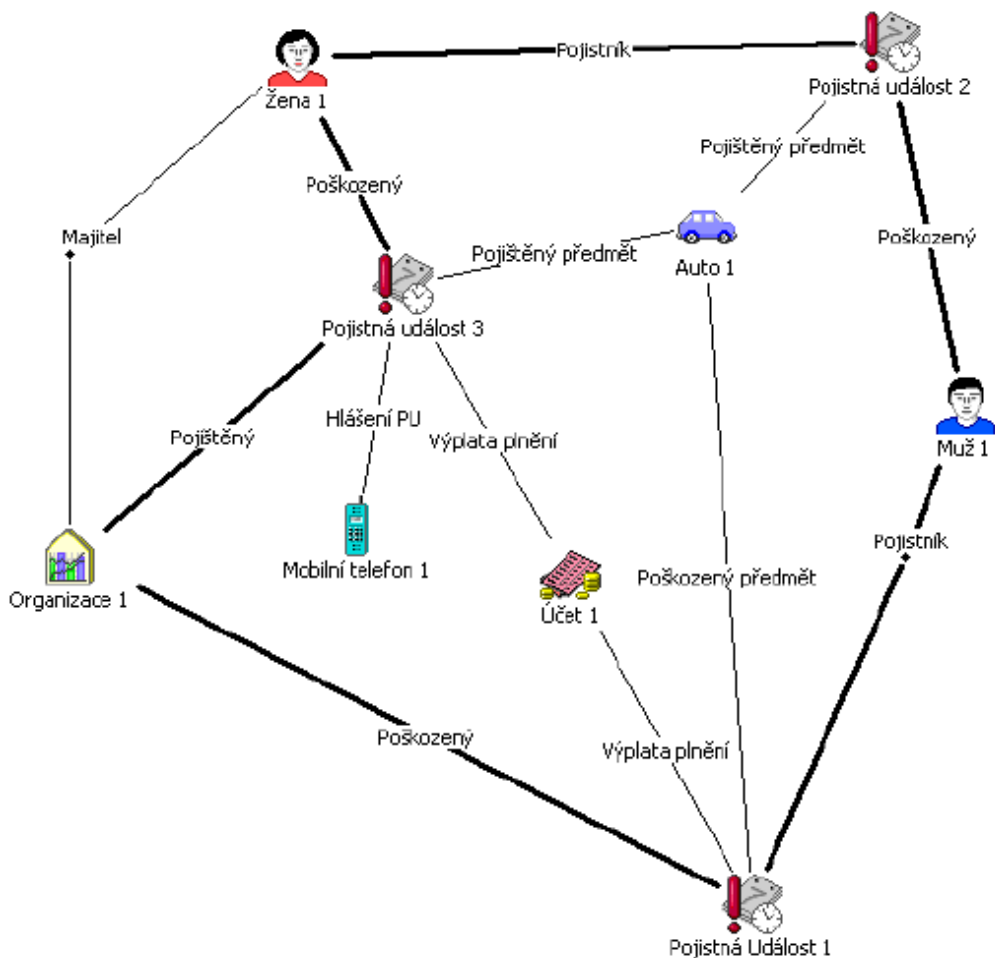 Pojistník
Žena 1
Pojistná událost 2
Pojištěný předmět
Poškozený
Majitel
Poškozený
Pojištěný předmět
Auto 1
Pojistná událost 3
Hlášení PU
Pojištěný
Výplata plnění
Muž 1
Pojistník
Mobilní telefon 1
Poškozený předmět
Organizace 1
Účet 1
Poškozený
Výplata plnění
Pojistná Událost 1